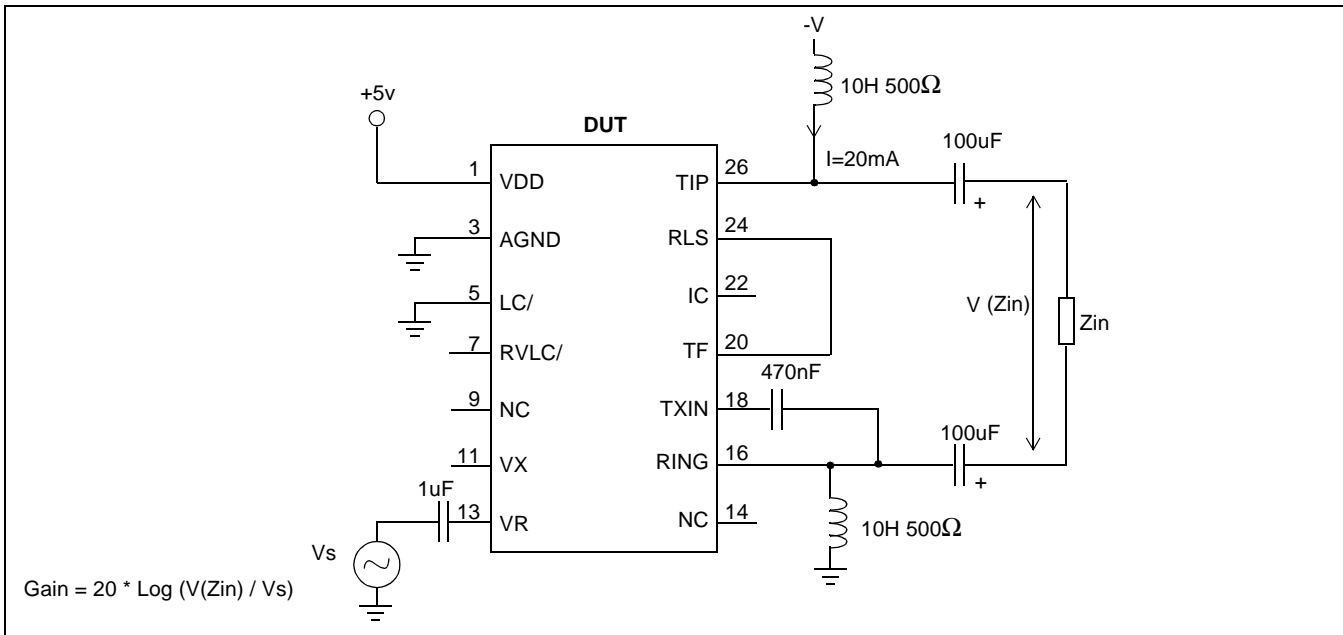 -V
10H 500Ω
+5v
DUT
I=20mA
100uF
1 VDD
TIP 26
+
3 AGND
RLS 24
5 LC/
IC 22
V (Zin)
Zin
7 RVLC/
TF 20
470nF
9 NC
TXIN 18
100uF
11 VX
RING 16
+
1uF
13 VR
NC 14
10H 500Ω
Vs
Gain = 20 * Log (V(Zin) / Vs)